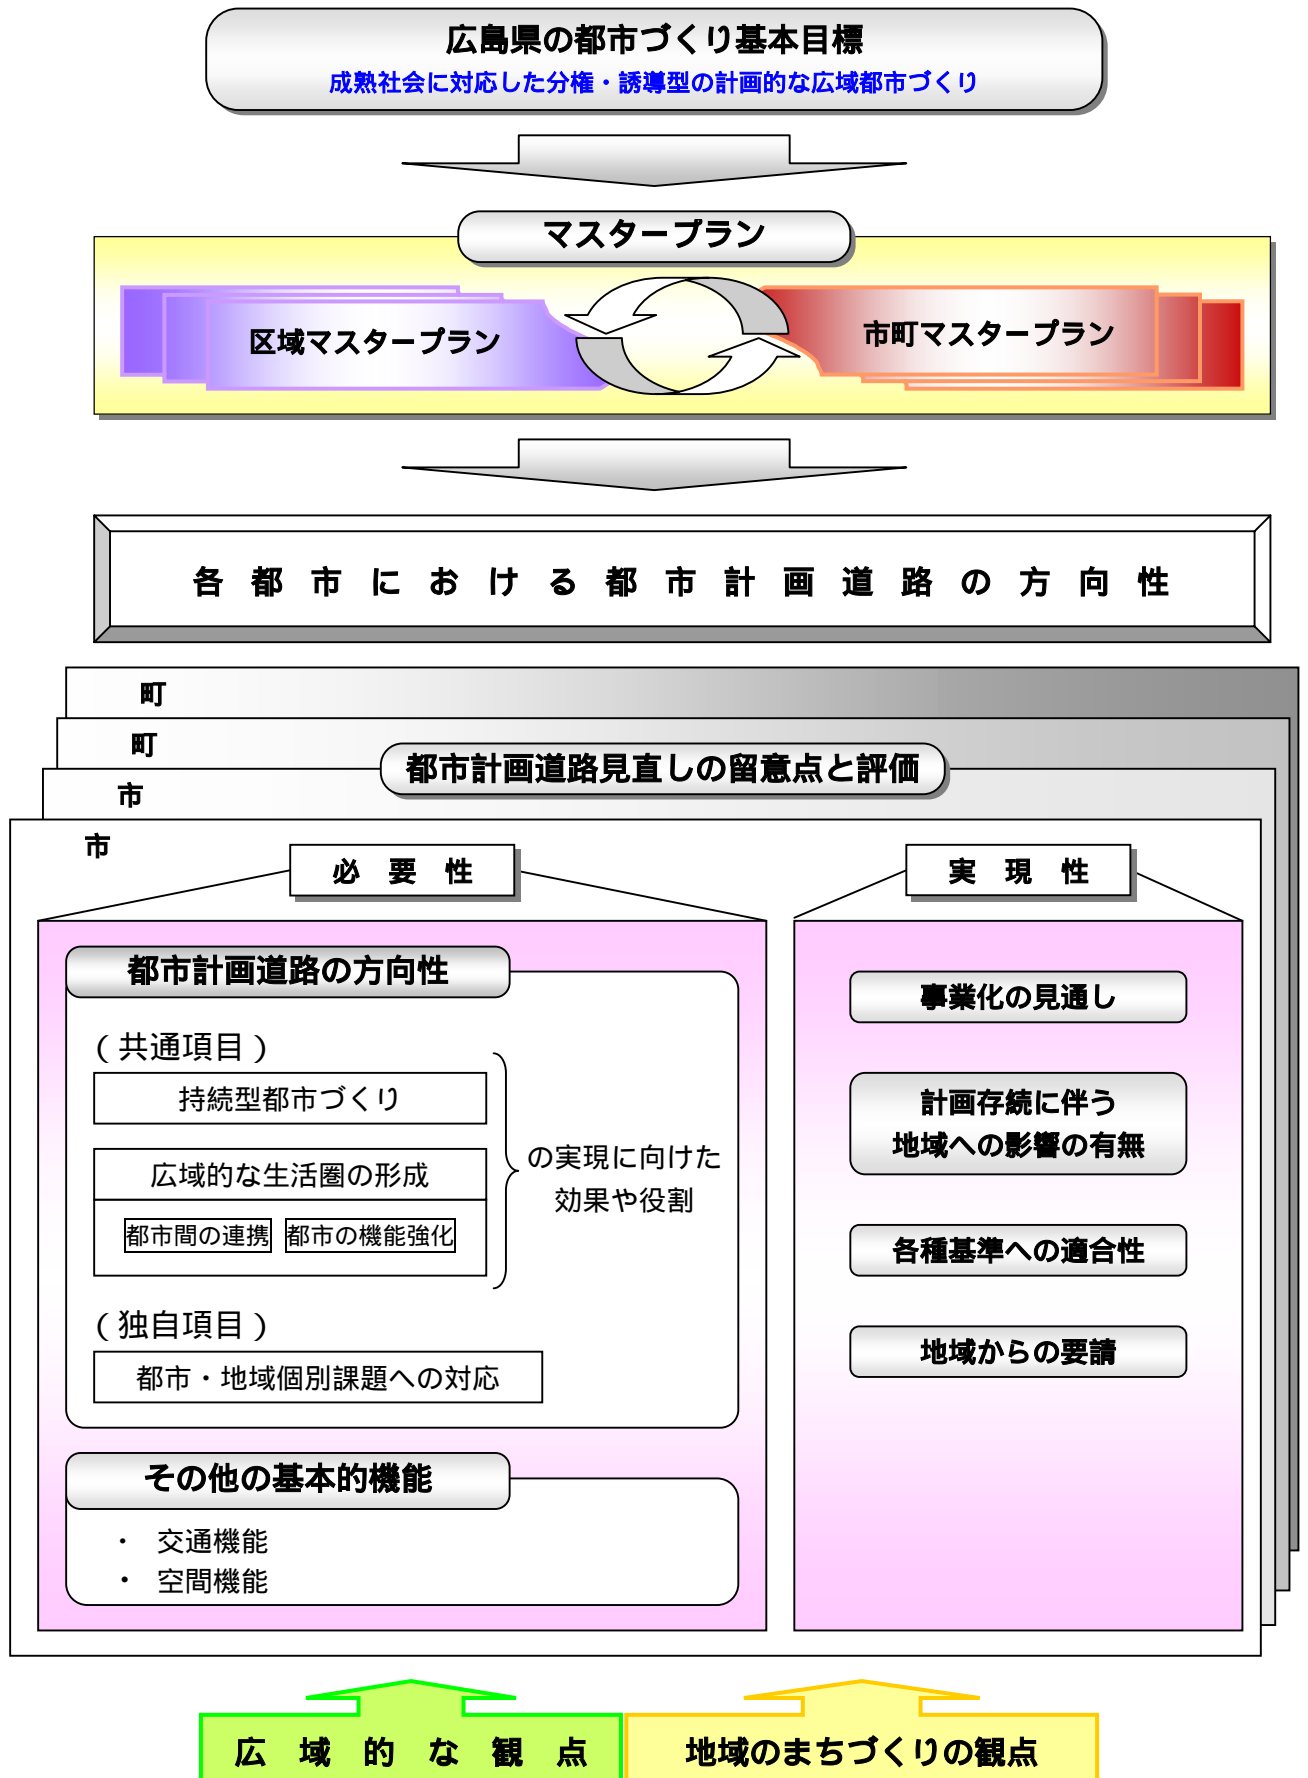 広島県の都市づくり基本目標
成熟社会に対応した分権・誘導型の計画的な広域都市づくり
マスタープラン
区域マスタープラン
市町マスタープラン
各都市における都市計画道路の方向性
町
町
市
市
都市計画道路見直しの留意点と評価
必要性
都市計画道路の方向性
（共通項目）
持続型都市づくり
広域的な生活圏の形成
都市間の連携 都市の機能強化
の実現に向けた
効果や役割
（独自項目）
都市・地域個別課題への対応
その他の基本的機能
・ 交通機能
・ 空間機能
実現性
事業化の見通し
計画存続に伴う
地域への影響の有無
各種基準への適合性
地域からの要請
広域的な観点
地域のまちづくりの観点